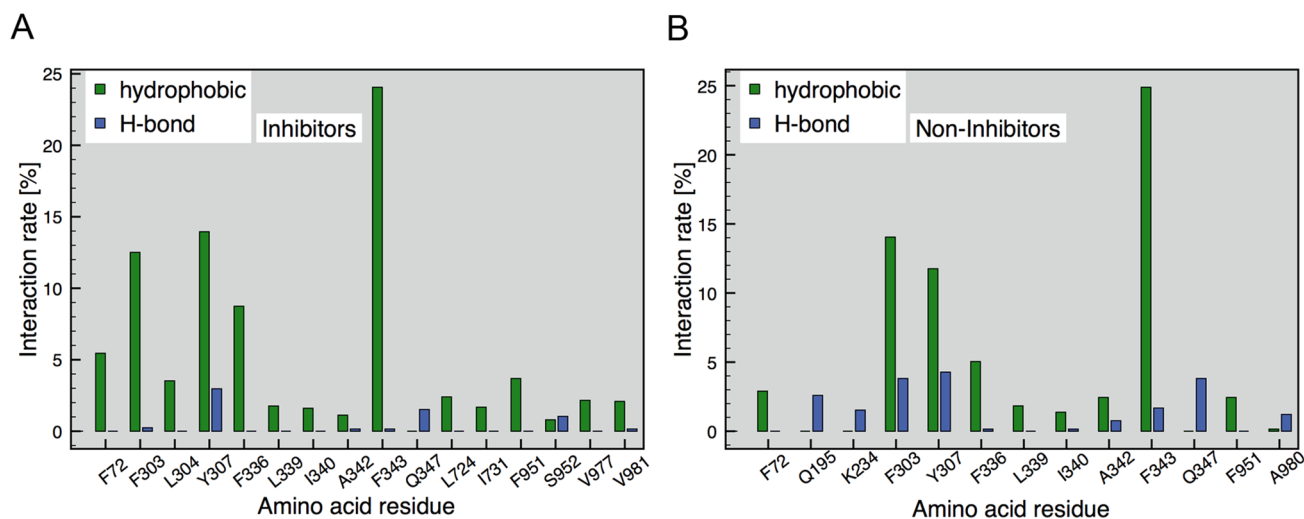 A
25
20
15
10
5
0
Interaction rate [%]
hydrophobic
H-bond
Inhibitors
F72 F303 L304 Y307 F336 L339 I340 A342 F343 Q347 L724 I731 F951 S952 V977 V981
Amino acid residue
B
25
20
15
10
5
0
Interaction rate [%]
hydrophobic
H-bond
Non-Inhibitors
F72 Q195 K234 F303 Y307 F336 L339 I340 A342 F343 Q347 F951 A980
Amino acid residue